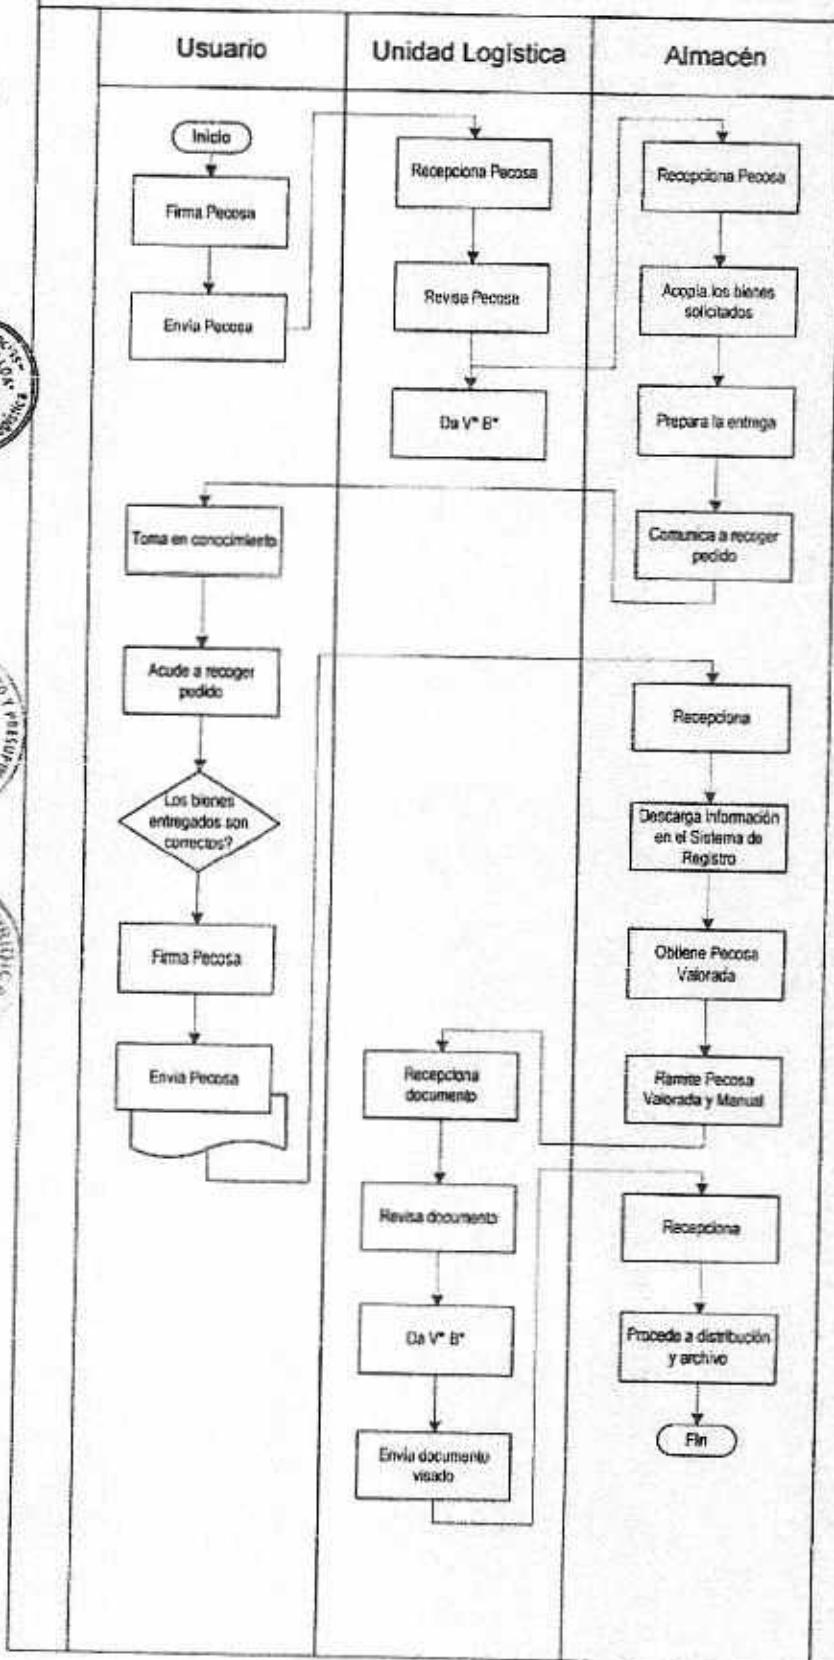 Usuario
Unidad Logística
Almacén
Inicio
Firma Pecosa
Envía Pecosa
Recepciona Pecosa
Revisa Pecosa
Da V° B°
Recepciona Pecosa
Acopia los bienes
solicitados
Prepara la entrega
Comunica a recoger
pedido
Toma en conocimiento
Acude a recoger
pedido
Los bienes
entregados son
correctos?
Firma Pecosa
Envia Pecosa
Recepciona
Descarga Información
en el Sistema de
Registro
Obtiene Pecosa
Valorada
Remite Pecosa
Valorada y Manual
Recepciona
documento
Revisa documento
Da V° B°
Envía documento
visado
Recepciona
Procede a distribución
y archivo
Fin